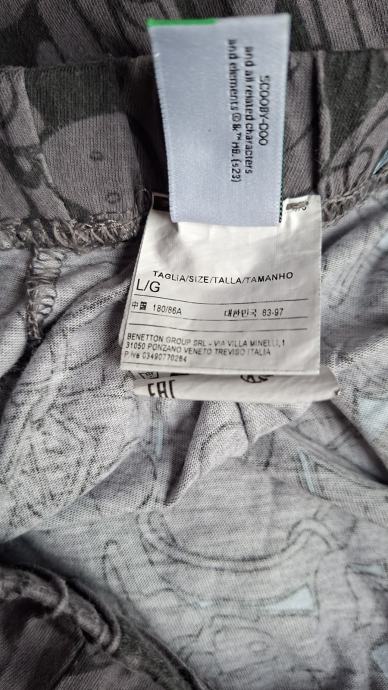 SCOOBY-DOO
and all related characters
and elements © & ™ HB. (s23)
TAGLIA/SIZE/TALLA/TAMANHO
L/G
中国 180/86A 대한민국 83-97
BENETTON GROUP SRL - VIA VILLA MINELLI, 1
31050 PONZANO VENETO TREVISO ITALIA
P.IVA 03490770264
EAC